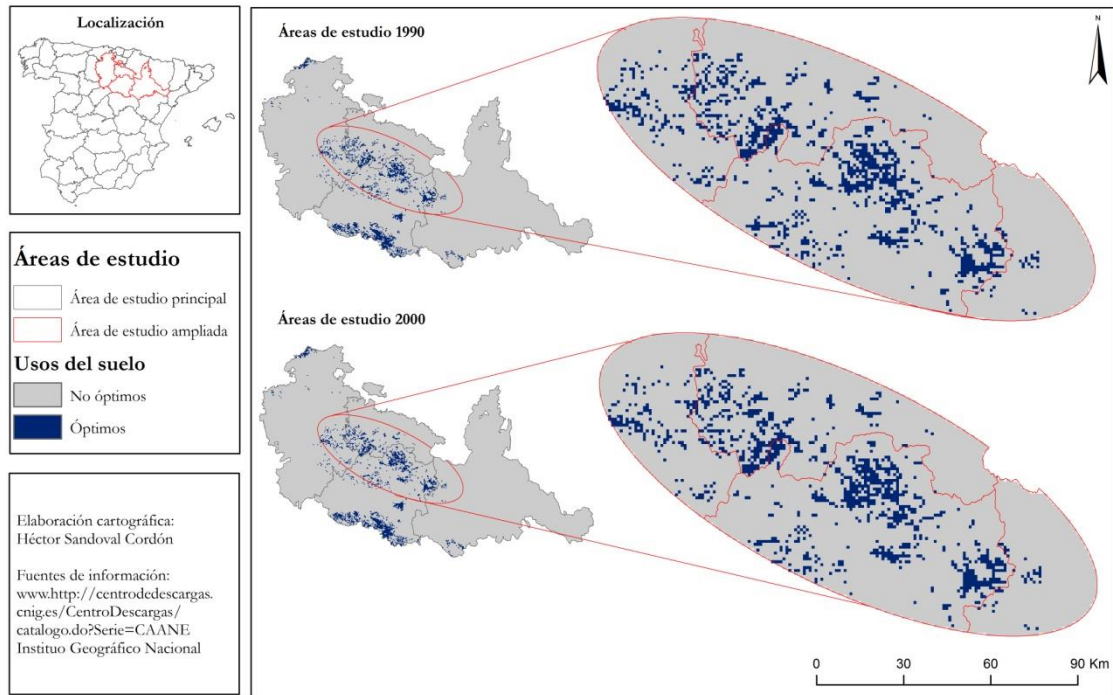 Localización
Áreas de estudio
Área de estudio principal
Área de estudio ampliada
Usos del suelo
No óptimos
Óptimos
Elaboración cartográfica:
Héctor Sandoval Cordón
Fuentes de información:
www.http://centrodedescargas.
cnig.es/CentroDescargas/
catalogo.do?Serie=CAANE
Instituo Geográfico Nacional
Áreas de estudio 1990
N
Áreas de estudio 2000
0 30 60 90 Km